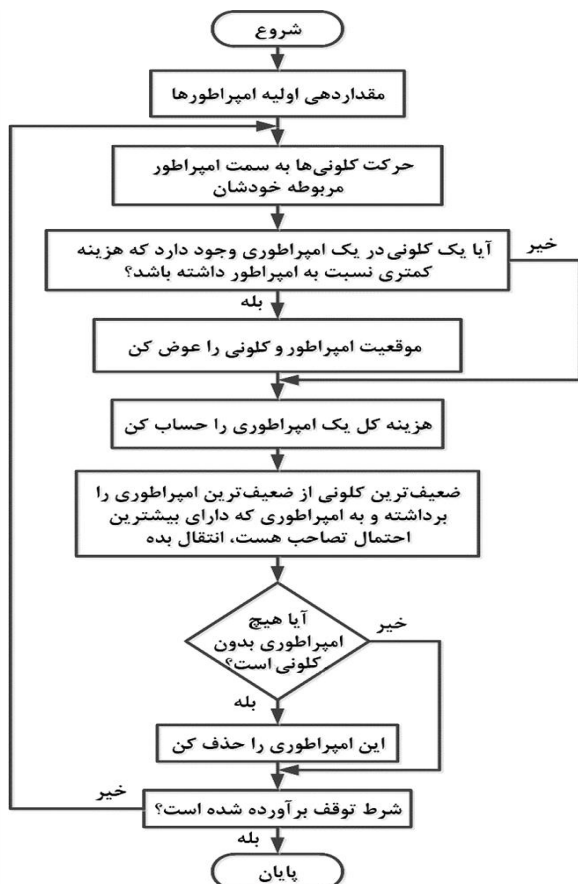 شروع
مقداردهی اولیه امپراطورها
حرکت کلونی‌ها به سمت امپراطور
مربوطه خودشان
آیا یک کلونی در یک امپراطوری وجود دارد که هزینه
کمتری نسبت به امپراطور داشته باشد؟
خیر
بله
موقعیت امپراطور و کلونی را عوض کن
هزینه کل یک امپراطوری را حساب کن
ضعیف‌ترین کلونی از ضعیف‌ترین امپراطوری را
برداشته و به امپراطوری که دارای بیشترین
احتمال تصاحب هست، انتقال بده
آیا هیچ
امپراطوری بدون
کلونی است؟
خیر
بله
این امپراطوری را حذف کن
شرط توقف برآورده شده است؟
خیر
بله
پایان